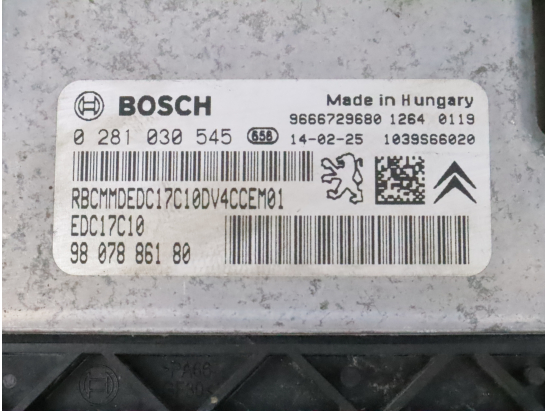 BOSCH
Made in Hungary
9666729680 1264 0119
0 281 030 545 656 14-02-25 1039S66020
RBCMMDEDC17C10DV4CCEM01
EDC17C10
98 078 861 80